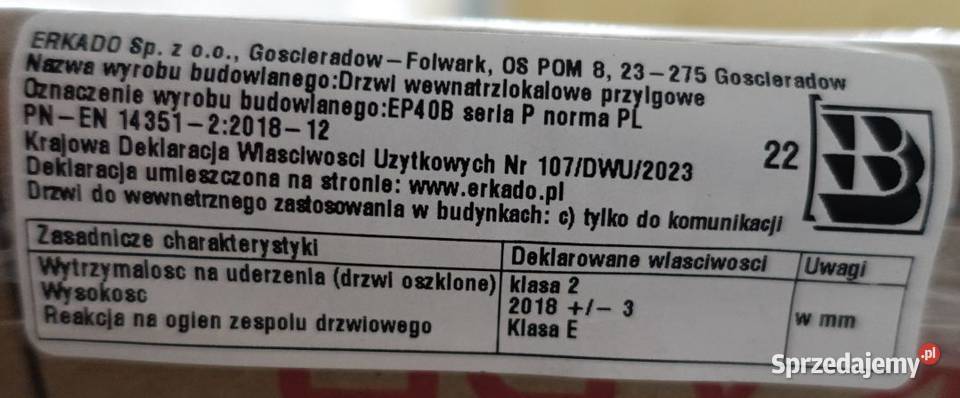 ERKADO Sp. z o.o., Goscieradow-Folwark, OS POM 8, 23-275 Goscieradow
Nazwa wyrobu budowlanego:Drzwi wewnatrzlokalowe przylgowe
Oznaczenie wyrobu budowlanego:EP40B seria P norma PL
PN-EN 14351-2:2018-12
Krajowa Deklaracja Wlasciwosci Uzytkowych Nr 107/DWU/2023
22
Deklaracja umieszczona na stronie: www.erkado.pl
Drzwi do wewnetrznego zastosowania w budynkach: c) tylko do komunikacji
Zasadnicze charakterystyki Deklarowane wlasciwosci Uwagi
Wytrzymalosc na uderzenia (drzwi oszklone) klasa 2
Wysokosc 2018 +/- 3 w mm
Reakcja na ogien zespolu drzwiowego Klasa E
Sprzedajemy.pl